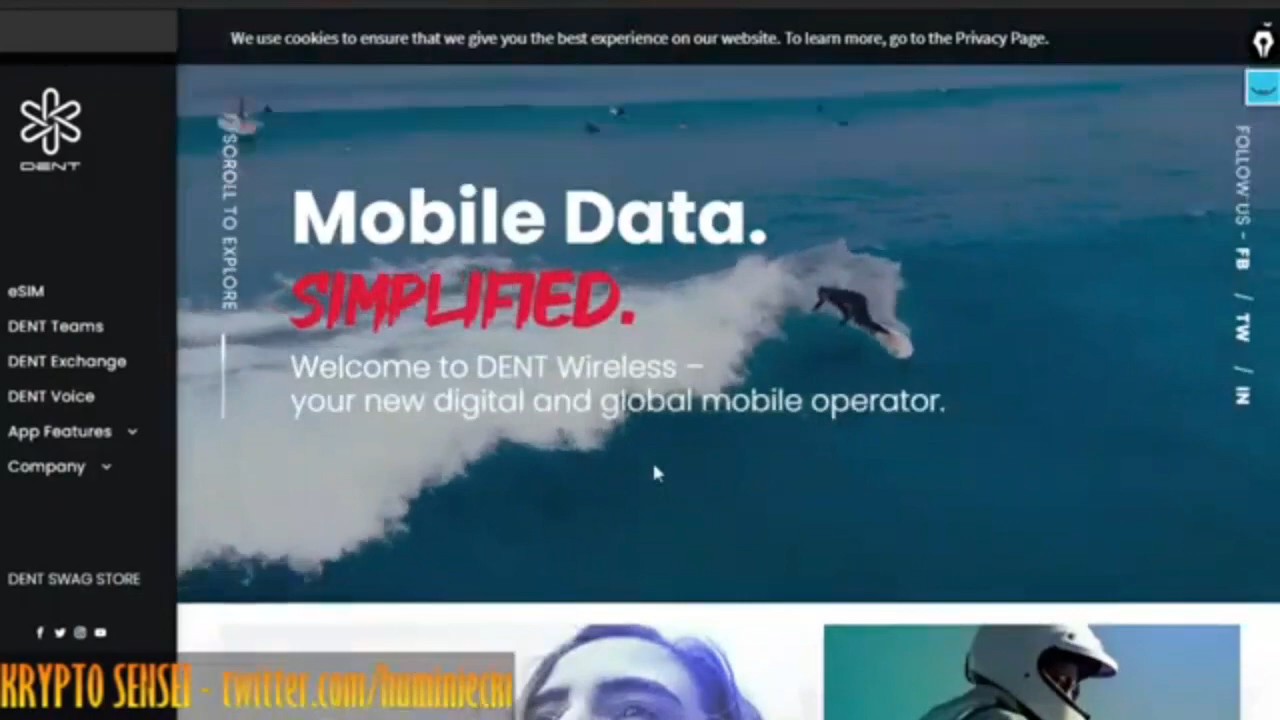 We use cookies to ensure that we give you the best experience on our website. To learn more, go to the Privacy Page.
DENT
eSIM
DENT Teams
DENT Exchange
DENT Voice
App Features
Company
DENT SWAG STORE
SCROLL TO EXPLORE
Mobile Data.
SIMPLIFIED.
Welcome to DENT Wireless –
your new digital and global mobile operator.
FOLLOW US - FB / TW / IN
KRYPTO SENSEI - twitter.com/huminiecki